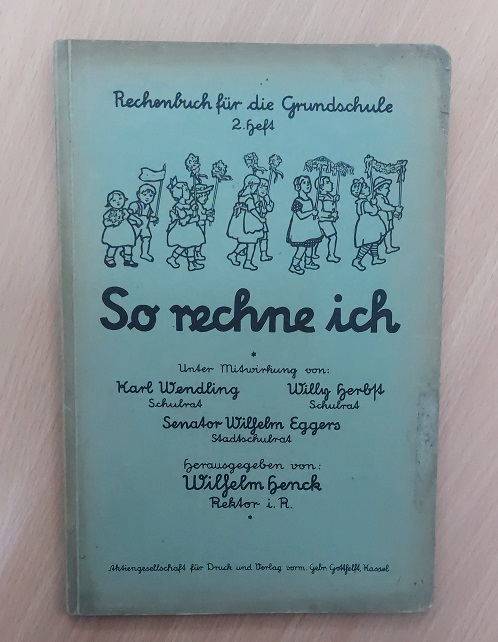 Rechenbuch für die Grundschule
2. Heft
So rechne ich
*
Unter Mitwirkung von:
Karl Wendling Willy Herbst
Schulrat Schulrat
Senator Wilhelm Eggers
Stadtschulrat
Herausgegeben von:
Wilhelm Henck
Rektor i. R.
*
Aktiengesellschaft für Druck und Verlag vorm. Gebr. Gotthelft, Kassel